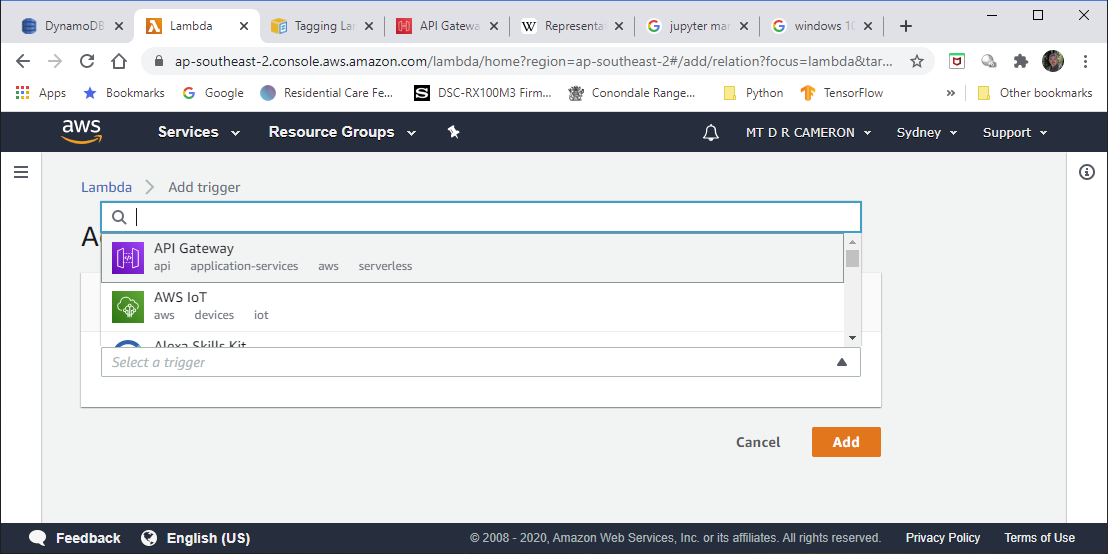 DynamoDB
Lambda
Tagging Lar
API Gatewa
Representa
jupyter mar
windows 10
ap-southeast-2.console.aws.amazon.com/lambda/home?region=ap-southeast-2#/add/relation?focus=lambda&tar...
Apps
Bookmarks
Google
Residential Care Fe...
DSC-RX100M3 Firm...
Conondale Range...
Python
TensorFlow
»
Other bookmarks
aws
Services
Resource Groups
MT D R CAMERON
Sydney
Support
Lambda
Add trigger
API Gateway
api application-services aws serverless
AWS IoT
aws devices iot
Alexa Skills Kit
Select a trigger
Cancel
Add
Feedback
English (US)
© 2008 - 2020, Amazon Web Services, Inc. or its affiliates. All rights reserved.
Privacy Policy
Terms of Use